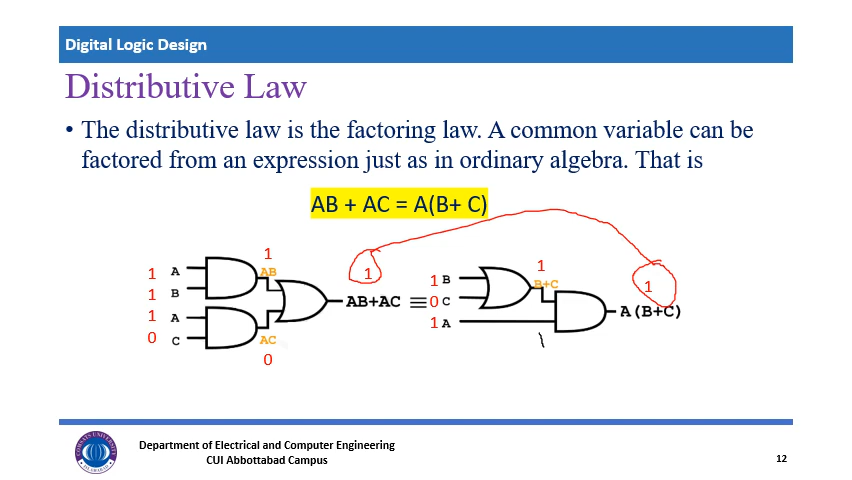 Digital Logic Design
Distributive Law
• The distributive law is the factoring law. A common variable can be
factored from an expression just as in ordinary algebra. That is
AB + AC = A(B+ C)
1
1 A AB
1 B
1 A
0 C AC
0
1
AB+AC ≡
1 B
0 C
1 A
1
B+C
1
A(B+C)
\
Department of Electrical and Computer Engineering
CUI Abbottabad Campus
12